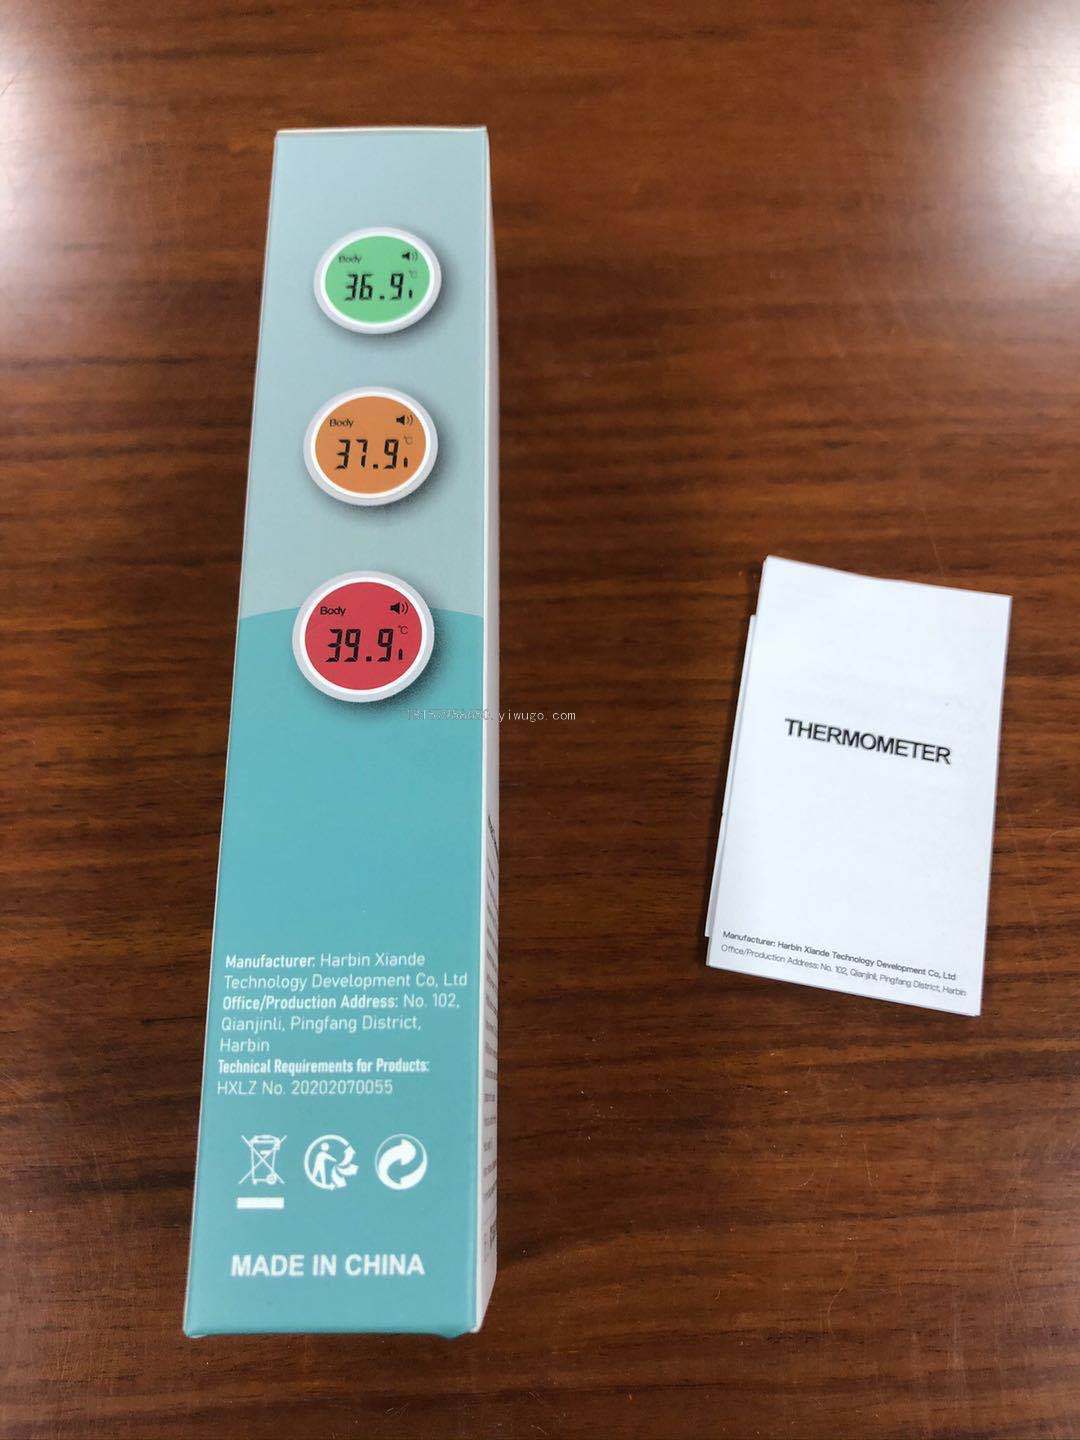 Body
36.9
°C
Body
37.9
°C
Body
39.9
°C
yiwugo.com
Manufacturer: Harbin Xiande
Technology Development Co, Ltd
Office/Production Address: No. 102,
Qianjinli, Pingfang District,
Harbin
Technical Requirements for Products:
HXLZ No. 20202070055
MADE IN CHINA
THERMOMETER
Manufacturer: Harbin Xiande Technology Development Co, Ltd
Office/Production Address: No. 102, Qianjinli, Pingfang District, Harbin